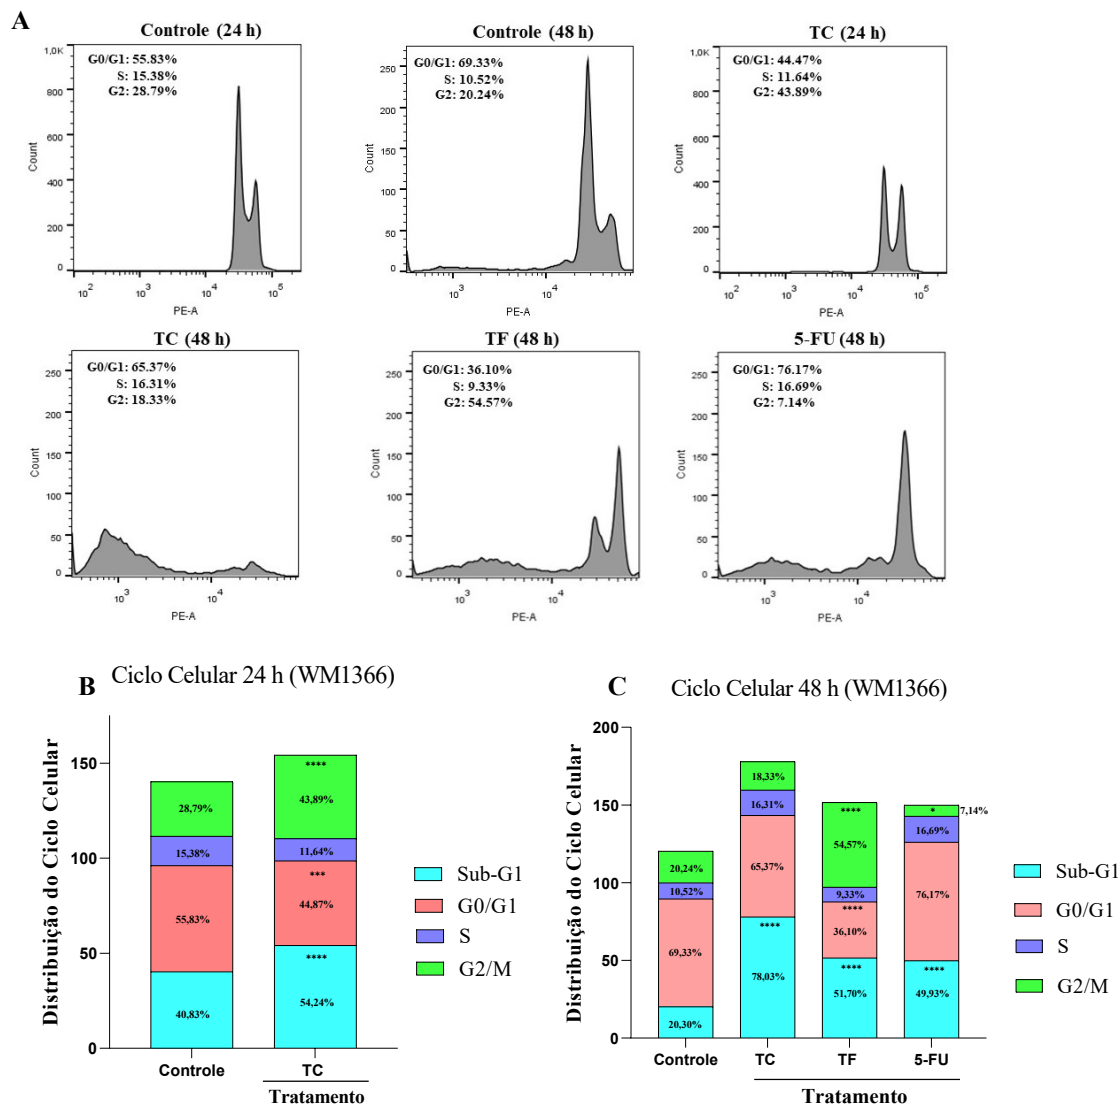 A
Controle (24 h)
G0/G1: 55.83%
S: 15.38%
G2: 28.79%
1,0K
800
600
400
200
0
Count
10^2
10^3
10^4
10^5
PE-A
Controle (48 h)
G0/G1: 69.33%
S: 10.52%
G2: 20.24%
250
200
150
200
50
0
Count
10^3
10^4
PE-A
TC (24 h)
G0/G1: 44.47%
S: 11.64%
G2: 43.89%
1,0K
800
600
400
200
0
Count
10^2
10^3
10^4
10^5
PE-A
TC (48 h)
G0/G1: 65.37%
S: 16.31%
G2: 18.33%
250
200
150
100
50
0
Count
10^3
10^4
PE-A
TF (48 h)
G0/G1: 36.10%
S: 9.33%
G2: 54.57%
250
200
150
100
50
0
Count
10^3
10^4
PE-A
5-FU (48 h)
G0/G1: 76.17%
S: 16.69%
G2: 7.14%
250
200
150
100
50
0
Count
10^3
10^4
PE-A
B
Ciclo Celular 24 h (WM1366)
Distribuição do Ciclo Celular
150
100
50
0
28,79%
15,38%
55,83%
40,83%
****
43,89%
11,64%
***
44,87%
****
54,24%
Controle
TC
Tratamento
Sub-G1
G0/G1
S
G2/M
C
Ciclo Celular 48 h (WM1366)
Distribuição do Ciclo Celular
200
150
100
50
0
20,24%
10,52%
69,33%
20,30%
18,33%
16,31%
65,37%
****
78,03%
****
54,57%
9,33%
****
36,10%
****
51,70%
*
7,14%
16,69%
76,17%
****
49,93%
Controle
TC
TF
5-FU
Tratamento
Sub-G1
G0/G1
S
G2/M